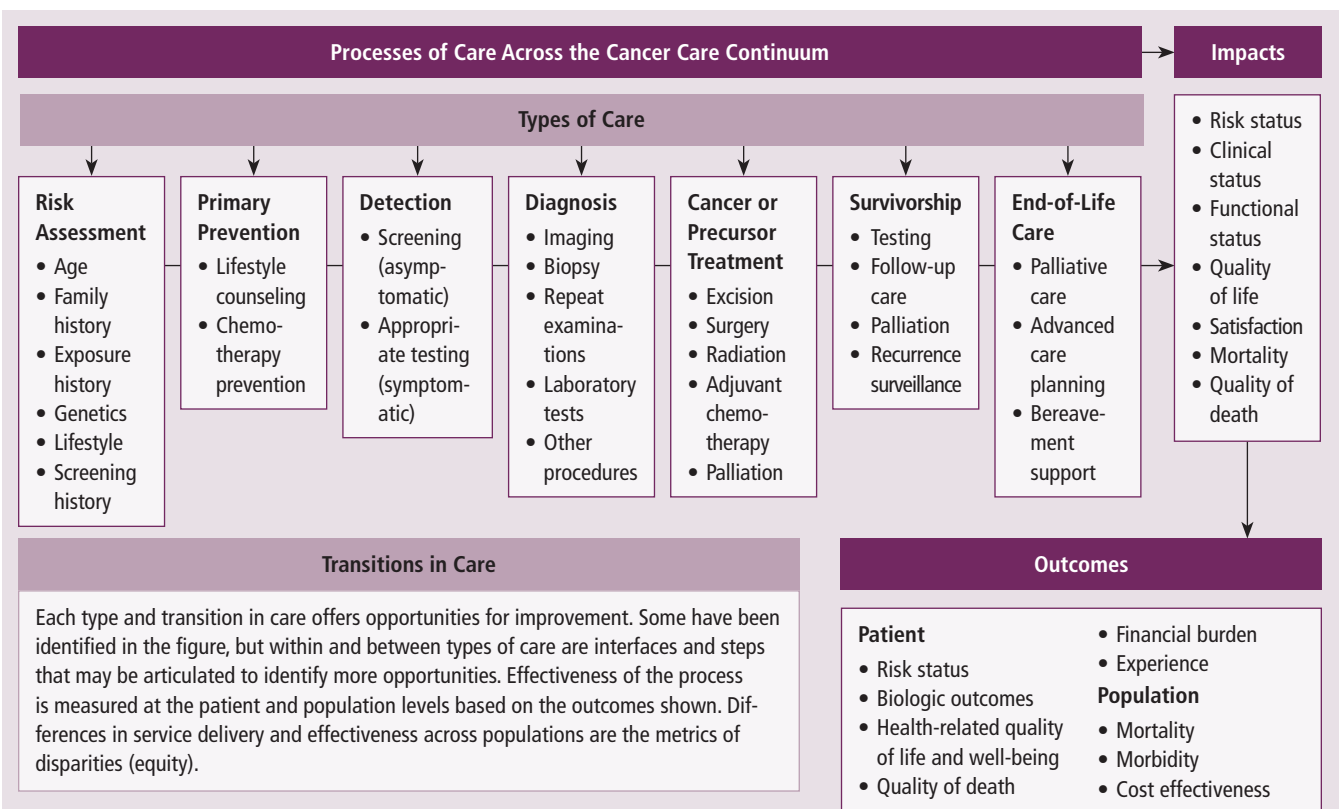 Processes of Care Across the Cancer Care Continuum
Impacts
Types of Care
Risk
Assessment
• Age
• Family
history
• Exposure
history
• Genetics
• Lifestyle
• Screening
history
Primary
Prevention
• Lifestyle
counseling
• Chemo-
therapy
prevention
Detection
• Screening
(asymp-
tomatic)
• Appropri-
ate testing
(symptom-
atic)
Diagnosis
• Imaging
• Biopsy
• Repeat
examina-
tions
• Laboratory
tests
• Other
procedures
Cancer or
Precursor
Treatment
• Excision
• Surgery
• Radiation
• Adjuvant
chemo-
therapy
• Palliation
Survivorship
• Testing
• Follow-up
care
• Palliation
• Recurrence
surveillance
End-of-Life
Care
• Palliative
care
• Advanced
care
planning
• Bereave-
ment
support
• Risk status
• Clinical
status
• Functional
status
• Quality
of life
• Satisfaction
• Mortality
• Quality of
death
Transitions in Care
Each type and transition in care offers opportunities for improvement. Some have been
identified in the figure, but within and between types of care are interfaces and steps
that may be articulated to identify more opportunities. Effectiveness of the process
is measured at the patient and population levels based on the outcomes shown. Dif-
ferences in service delivery and effectiveness across populations are the metrics of
disparities (equity).
Outcomes
Patient
• Risk status
• Biologic outcomes
• Health-related quality
of life and well-being
• Quality of death
• Financial burden
• Experience
Population
• Mortality
• Morbidity
• Cost effectiveness